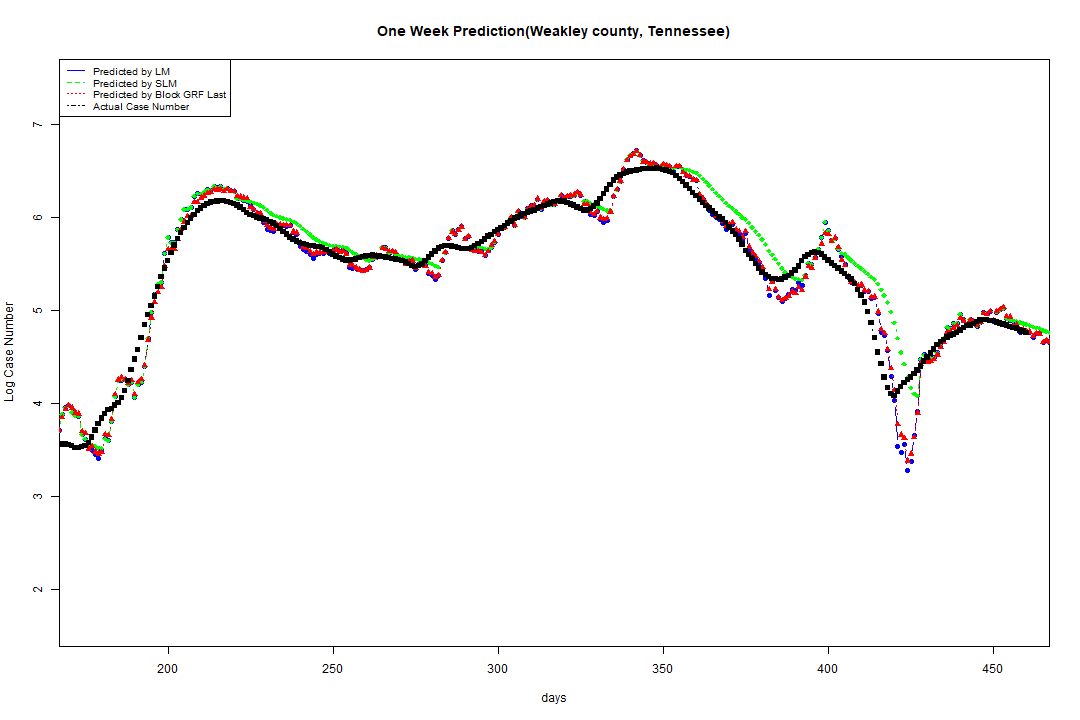 One Week Prediction(Weakley county, Tennessee)
Predicted by LM
Predicted by SLM
Predicted by Block GRF Last
Actual Case Number
7
6
5
4
3
2
Log Case Number
200 250 300 350 400 450
days